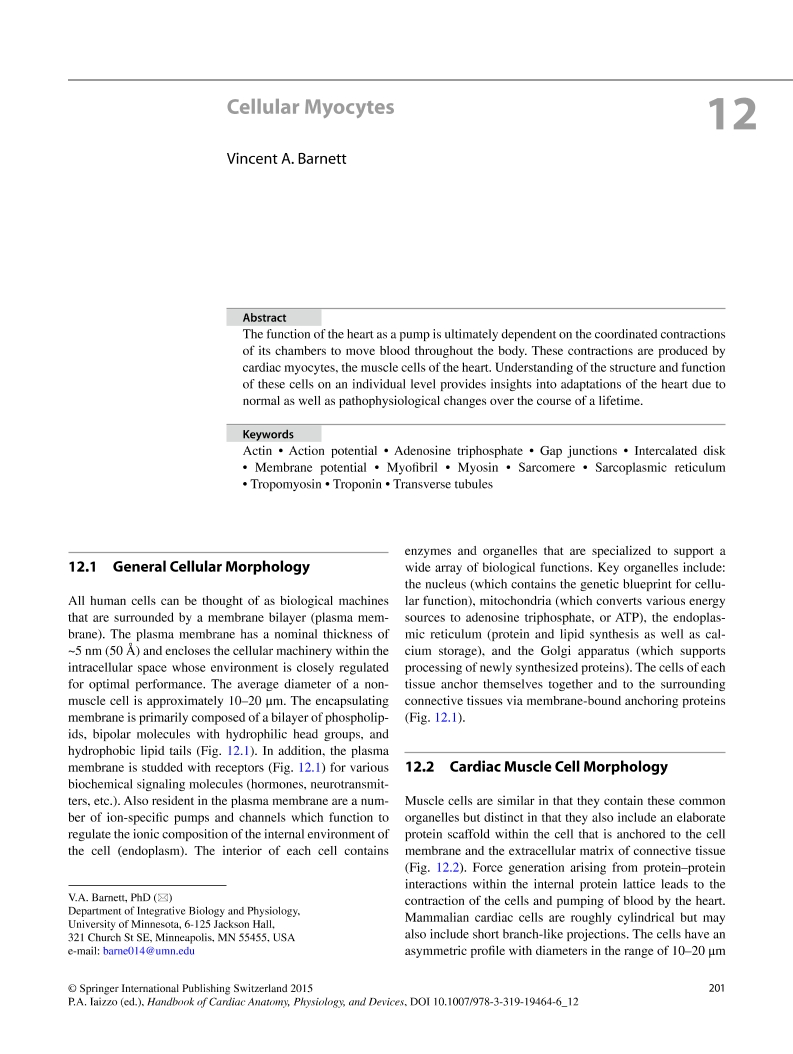 Cellular Myocytes
12
Vincent A. Barnett
Abstract
The function of the heart as a pump is ultimately dependent on the coordinated contractions
of its chambers to move blood throughout the body. These contractions are produced by
cardiac myocytes, the muscle cells of the heart. Understanding of the structure and function
of these cells on an individual level provides insights into adaptations of the heart due to
normal as well as pathophysiological changes over the course of a lifetime.
Keywords
Actin • Action potential • Adenosine triphosphate • Gap junctions • Intercalated disk
• Membrane potential • Myofibril • Myosin • Sarcomere • Sarcoplasmic reticulum
• Tropomyosin • Troponin • Transverse tubules
12.1 General Cellular Morphology
All human cells can be thought of as biological machines
that are surrounded by a membrane bilayer (plasma mem-
brane). The plasma membrane has a nominal thickness of
~5 nm (50 Å) and encloses the cellular machinery within the
intracellular space whose environment is closely regulated
for optimal performance. The average diameter of a non-
muscle cell is approximately 10–20 μm. The encapsulating
membrane is primarily composed of a bilayer of phospholip-
ids, bipolar molecules with hydrophilic head groups, and
hydrophobic lipid tails (Fig. 12.1). In addition, the plasma
membrane is studded with receptors (Fig. 12.1) for various
biochemical signaling molecules (hormones, neurotransmit-
ters, etc.). Also resident in the plasma membrane are a num-
ber of ion-specific pumps and channels which function to
regulate the ionic composition of the internal environment of
the cell (endoplasm). The interior of each cell contains
V.A. Barnett, PhD (✉)
Department of Integrative Biology and Physiology,
University of Minnesota, 6-125 Jackson Hall,
321 Church St SE, Minneapolis, MN 55455, USA
e-mail: barne014@umn.edu
enzymes and organelles that are specialized to support a
wide array of biological functions. Key organelles include:
the nucleus (which contains the genetic blueprint for cellu-
lar function), mitochondria (which converts various energy
sources to adenosine triphosphate, or ATP), the endoplas-
mic reticulum (protein and lipid synthesis as well as cal-
cium storage), and the Golgi apparatus (which supports
processing of newly synthesized proteins). The cells of each
tissue anchor themselves together and to the surrounding
connective tissues via membrane-bound anchoring proteins
(Fig. 12.1).
12.2 Cardiac Muscle Cell Morphology
Muscle cells are similar in that they contain these common
organelles but distinct in that they also include an elaborate
protein scaffold within the cell that is anchored to the cell
membrane and the extracellular matrix of connective tissue
(Fig. 12.2). Force generation arising from protein–protein
interactions within the internal protein lattice leads to the
contraction of the cells and pumping of blood by the heart.
Mammalian cardiac cells are roughly cylindrical but may
also include short branch-like projections. The cells have an
asymmetric profile with diameters in the range of 10–20 μm
© Springer International Publishing Switzerland 2015
201
P.A. Iaizzo (ed.), Handbook of Cardiac Anatomy, Physiology, and Devices, DOI 10.1007/978-3-319-19464-6_12